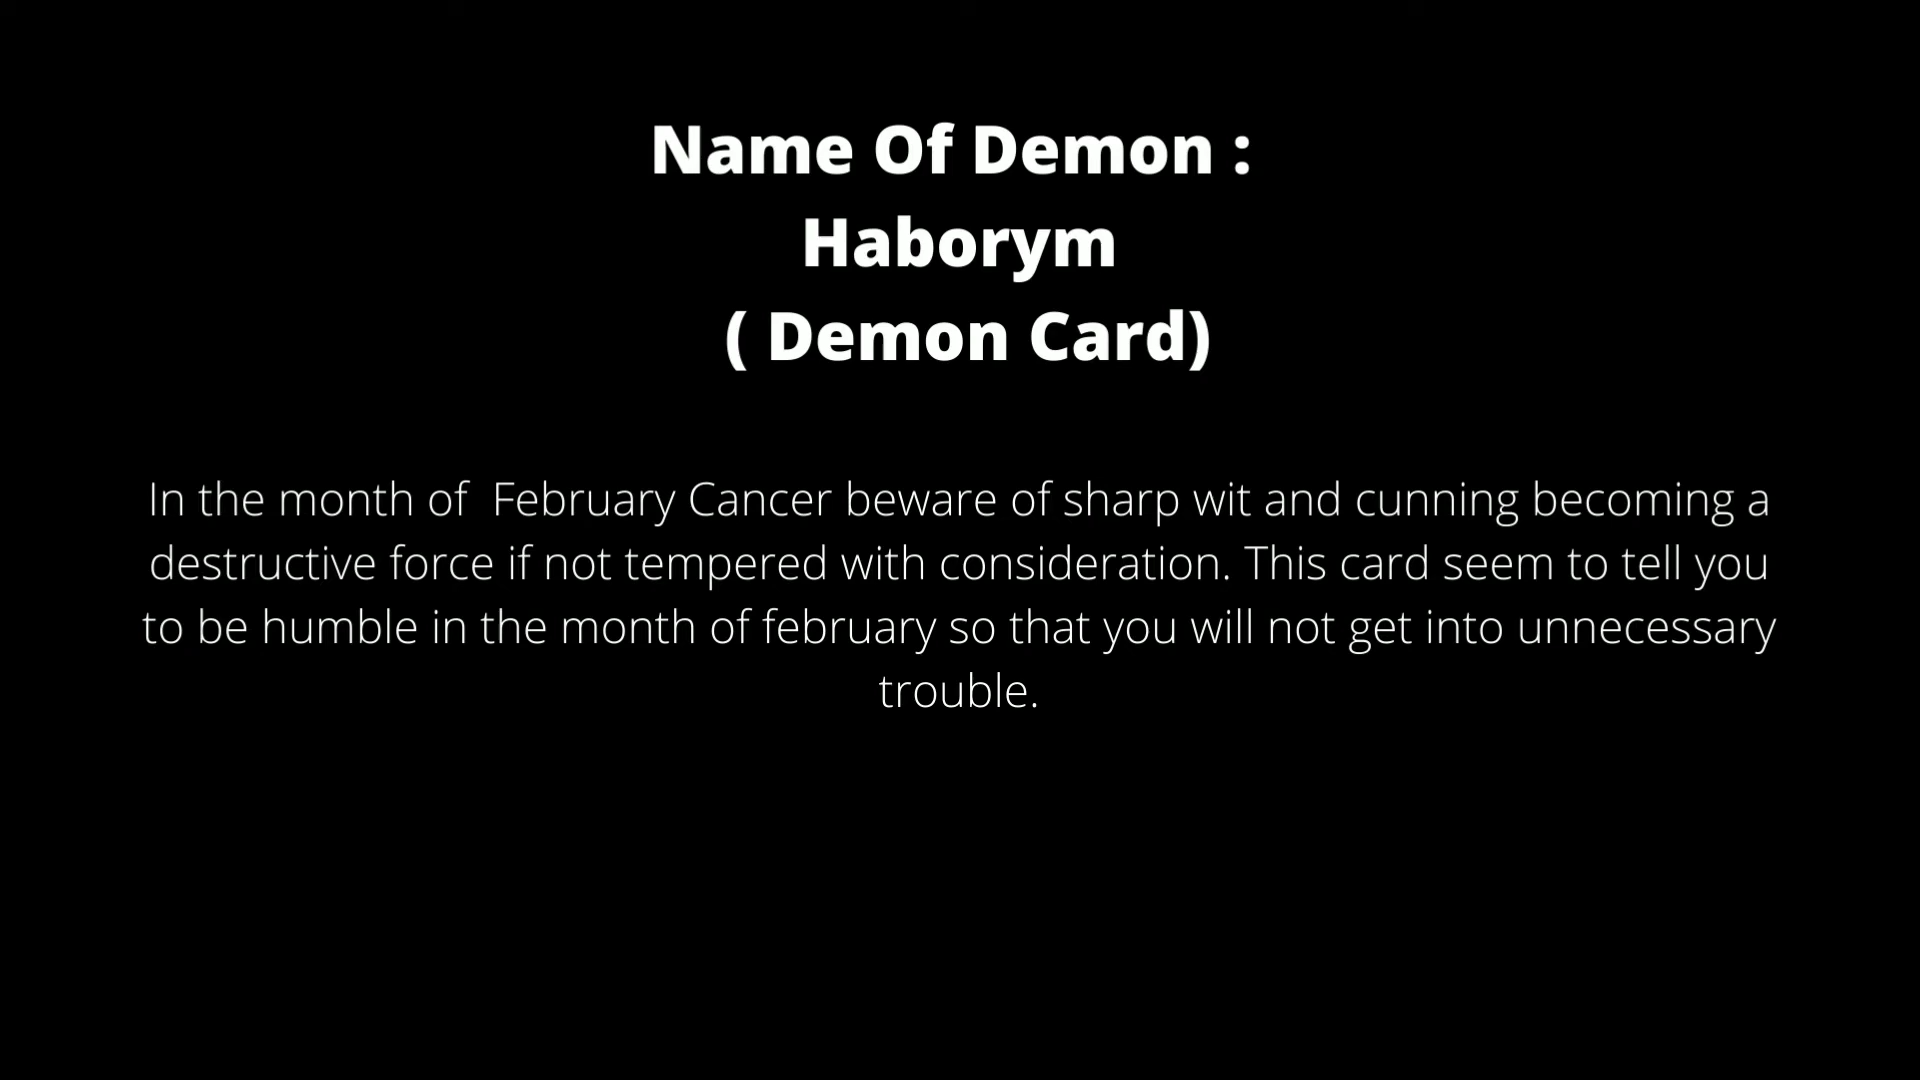 Name Of Demon :
Haborym
( Demon Card)
In the month of  February Cancer beware of sharp wit and cunning becoming a
destructive force if not tempered with consideration. This card seem to tell you
to be humble in the month of february so that you will not get into unnecessary
trouble.